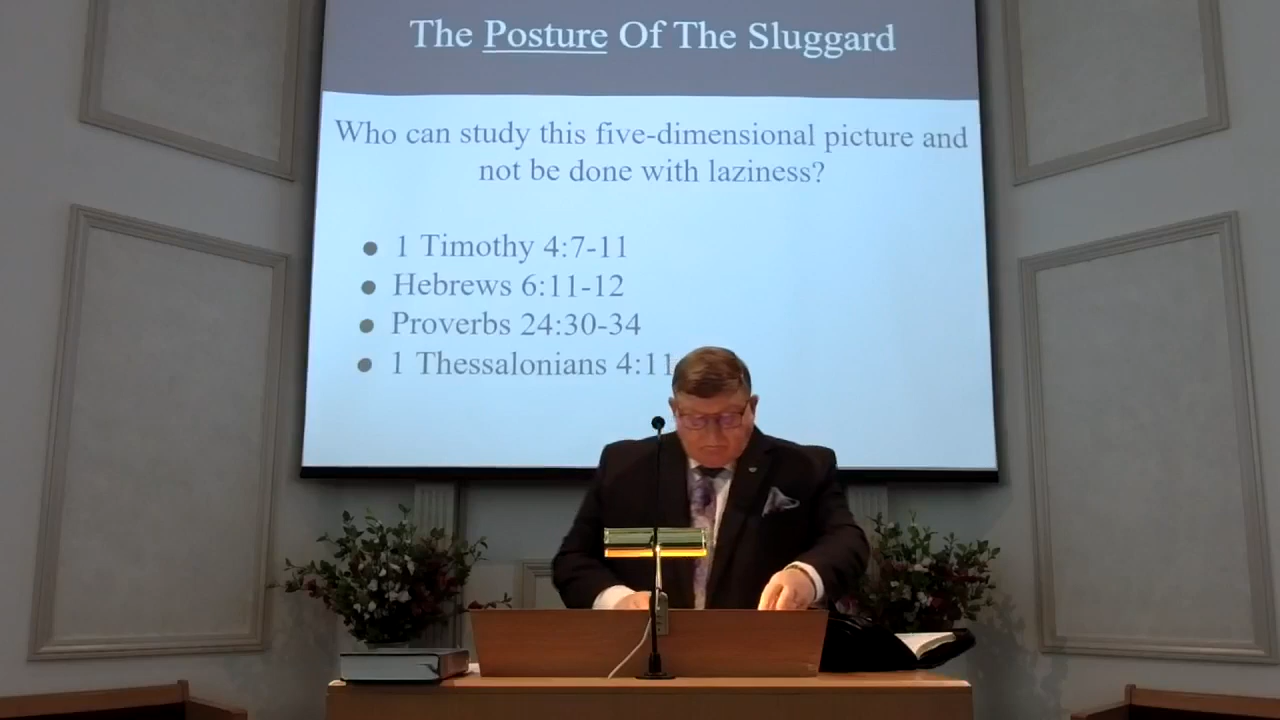 The Posture Of The Sluggard
Who can study this five-dimensional picture and
not be done with laziness?
● 1 Timothy 4:7-11
● Hebrews 6:11-12
● Proverbs 24:30-34
● 1 Thessalonians 4:11